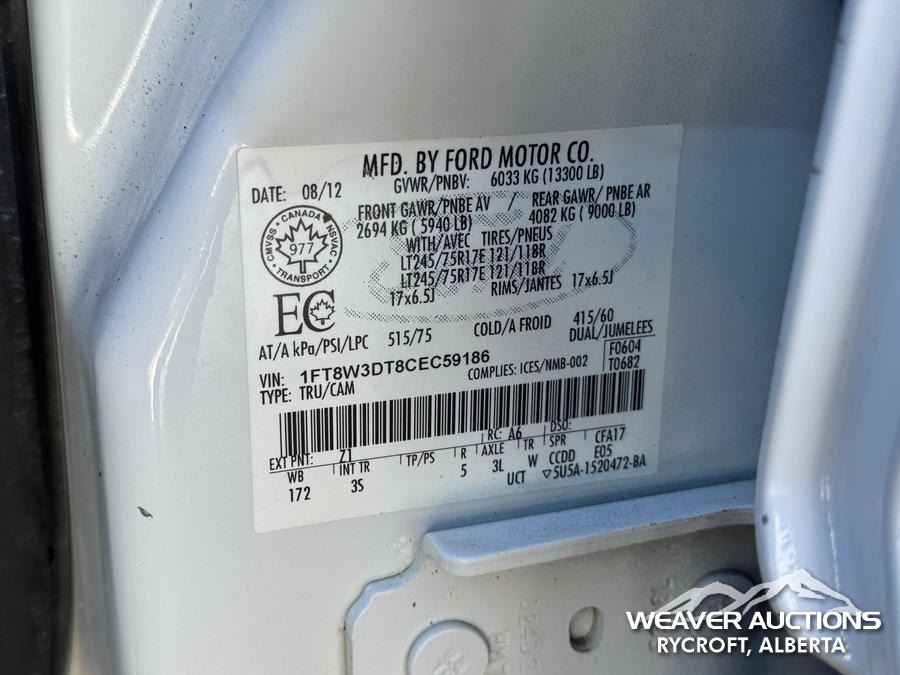 MFD. BY FORD MOTOR CO.
DATE: 08/12
GVWR/PNBV: 6033 KG (13300 LB)
FRONT GAWR/PNBE AV / REAR GAWR/ PNBE AR
2694 KG ( 5940 LB) 4082 KG ( 9000 LB)
WITH/AVEC TIRES/PNEUS
LT245/75R17E 121/118R
LT245/75R17E 121/118R
17x6.5J RIMS/JANTES 17x6.5J
CMVSS - CANADA NSVAC
977
TRANSPORT
EC
AT/A kPa/PSI/LPC 515/75 COLD/A FROID 415/60
DUAL/JUMELEES
VIN: 1FT8W3DT8CEC59186
COMPLIES: ICES/NMB-002
F0604
T0682
TYPE: TRU/CAM
EXT PNT: Z1 RC: A6 DSO:
WB INT TR TP/PS R AXLE TR SPR CFA17
172 3S 5 3L W CCDD E05
UCT ▽5U5A-1520472-BA
WEAVER AUCTIONS
RYCROFT, ALBERTA